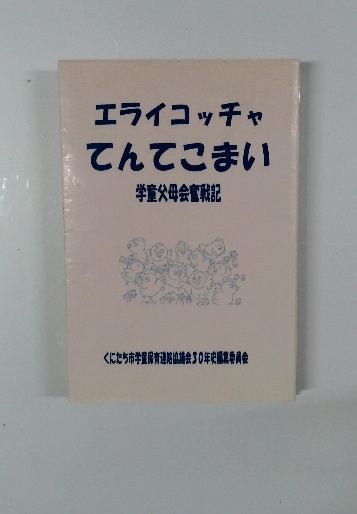 エライコッチャ
てんてこまい
学童父母会奮戦記
くにたち市学童保育連絡協議会30年史編集委員会